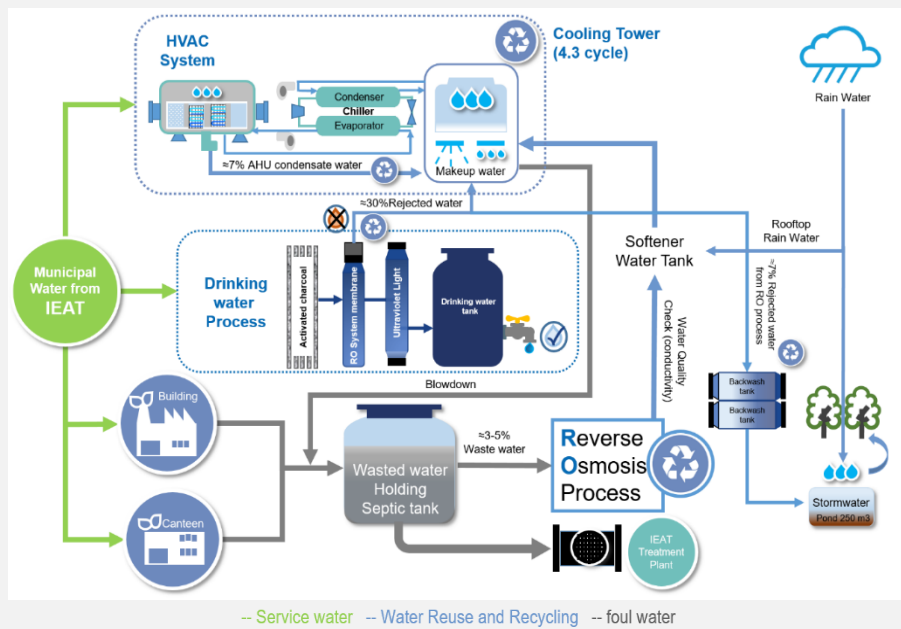 HVAC
System
Cooling Tower
(4.3 cycle)
Condenser
Chiller
Evaporator
≈7% AHU condensate water
Makeup water
Rain Water
≈30%Rejected water
Municipal
Water from
IEAT
Drinking
water
Process
Activated charcoal
RO System membrane
Ultraviolet Light
Drinking water
tank
Softener
Water Tank
Rooftop
Rain Water
Water Quality
Check (conductivity)
≈7% Rejected water
from RO process
Backwash
tank
Backwash
tank
Blowdown
Building
Canteen
Wasted water
Holding
Septic tank
≈3-5%
Waste water
Reverse
Osmosis
Process
IEAT
Treatment
Plant
Stormwater
Pond 250 m3
-- Service water -- Water Reuse and Recycling -- foul water